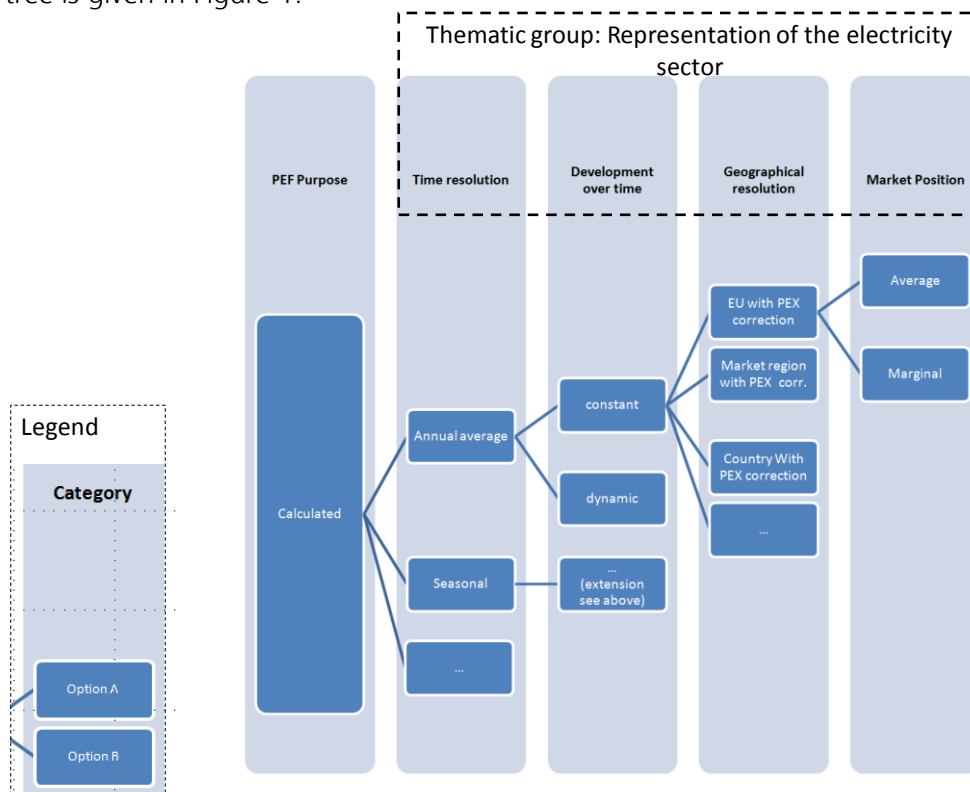 tree is given in Figure 1.
Thematic group: Representation of the electricity
sector
PEF Purpose
Time resolution
Development
over time
Geographical
resolution
Market Position
Calculated
Annual average
Seasonal
...
constant
dynamic
...
(extension
see above)
EU with PEX
correction
Market region
with PEX corr.
Country With
PEX correction
...
Average
Marginal
Legend
Category
Option A
Option B